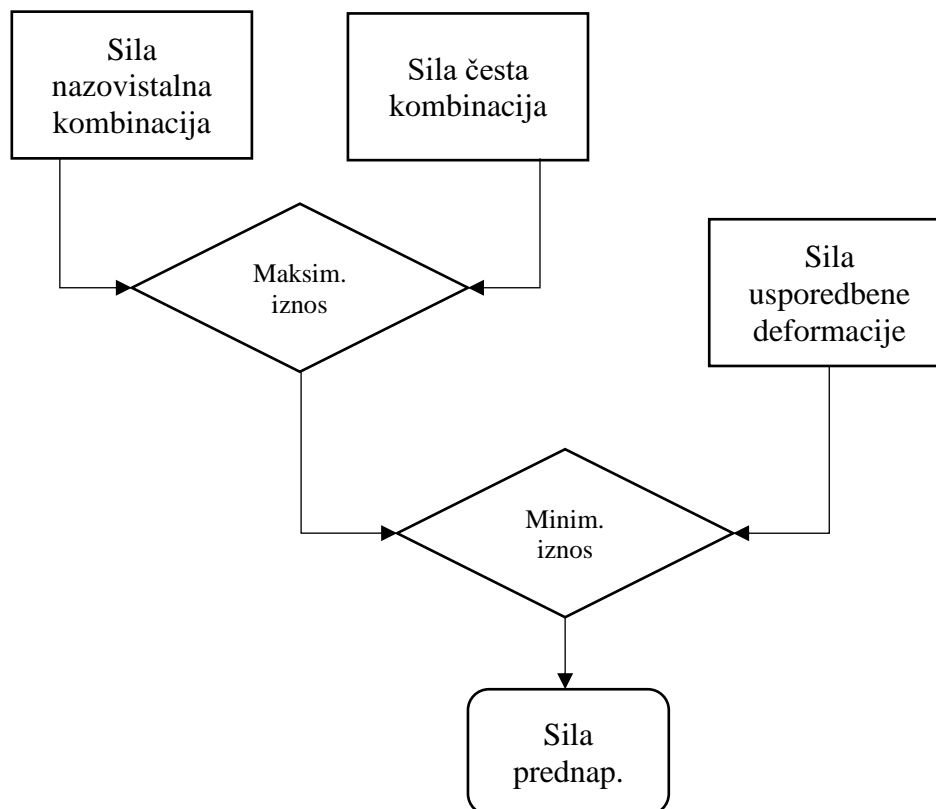 Sila
nazovistalna
kombinacija
Sila česta
kombinacija
Maksim.
iznos
Sila
usporedbene
deformacije
Minim.
iznos
Sila
prednap.